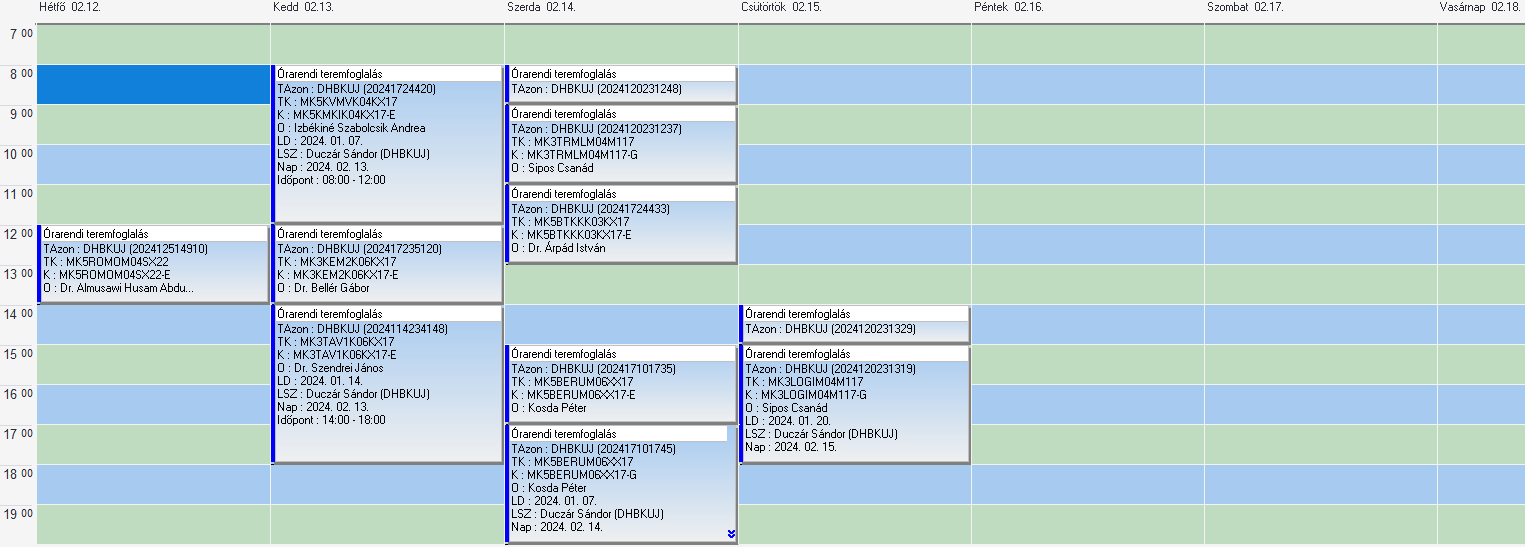 Hétfő 02.12.
Kedd 02.13.
Szerda 02.14.
Csütörtök 02.15.
Péntek 02.16.
Szombat 02.17.
Vasárnap 02.18.
7 00
8 00
9 00
10 00
11 00
12 00
13 00
14 00
15 00
16 00
17 00
18 00
19 00
Órarendi teremfoglalás
TAzon : DHBKUJ (202412514910)
TK : MK5ROMOM04SX22
K : MK5ROMOM04SX22-E
O : Dr. Almusawi Husam Abdu...
Órarendi teremfoglalás
TAzon : DHBKUJ (20241724420)
TK : MK5KVMVK04KX17
K : MK5KMKIK04KX17-E
O : Izbékiné Szabolcsik Andrea
LD : 2024. 01. 07.
LSZ : Duczár Sándor (DHBKUJ)
Nap : 2024. 02. 13.
Időpont : 08:00 - 12:00
Órarendi teremfoglalás
TAzon : DHBKUJ (202417235120)
TK : MK3KEM2K06KX17
K : MK3KEM2K06KX17-E
O : Dr. Bellér Gábor
Órarendi teremfoglalás
TAzon : DHBKUJ (2024114234148)
TK : MK3TAV1K06KX17
K : MK3TAV1K06KX17-E
O : Dr. Szendrei János
LD : 2024. 01. 14.
LSZ : Duczár Sándor (DHBKUJ)
Nap : 2024. 02. 13.
Időpont : 14:00 - 18:00
Órarendi teremfoglalás
TAzon : DHBKUJ (2024120231248)
Órarendi teremfoglalás
TAzon : DHBKUJ (2024120231237)
TK : MK3TRMLM04M117
K : MK3TRMLM04M117-G
O : Sipos Csanád
Órarendi teremfoglalás
TAzon : DHBKUJ (20241724433)
TK : MK5BTKKK03KX17
K : MK5BTKKK03KX17-E
O : Dr. Árpád István
Órarendi teremfoglalás
TAzon : DHBKUJ (202417101735)
TK : MK5BERUM06XX17
K : MK5BERUM06XX17-E
O : Kosda Péter
Órarendi teremfoglalás
TAzon : DHBKUJ (202417101745)
TK : MK5BERUM06XX17
K : MK5BERUM06XX17-G
O : Kosda Péter
LD : 2024. 01. 07.
LSZ : Duczár Sándor (DHBKUJ)
Nap : 2024. 02. 14.
Órarendi teremfoglalás
TAzon : DHBKUJ (2024120231329)
Órarendi teremfoglalás
TAzon : DHBKUJ (2024120231319)
TK : MK3LOGIM04M117
K : MK3LOGIM04M117-G
O : Sipos Csanád
LD : 2024. 01. 20.
LSZ : Duczár Sándor (DHBKUJ)
Nap : 2024. 02. 15.